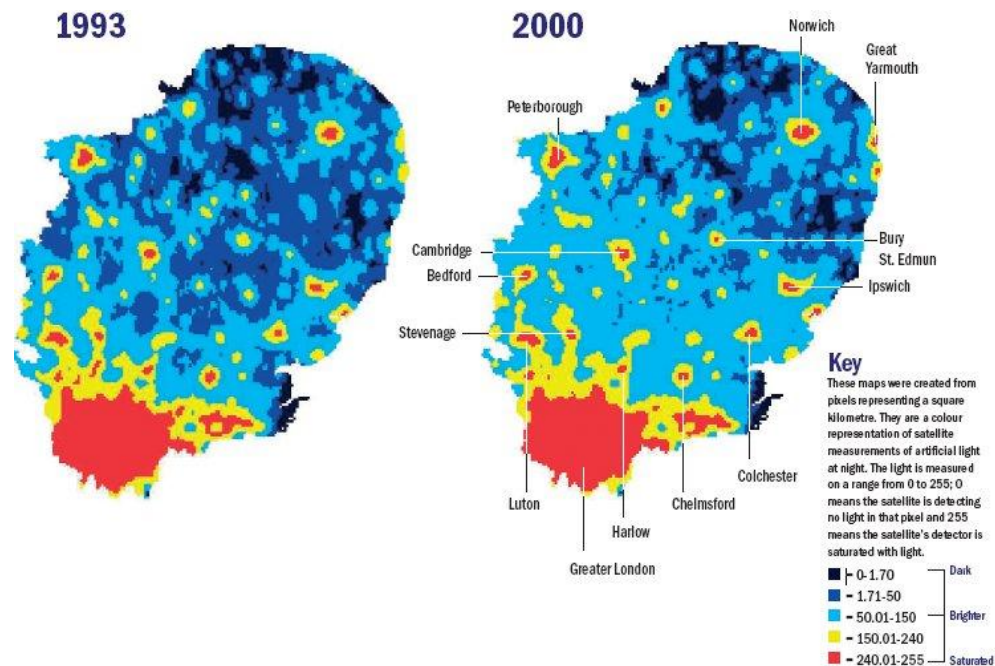 1993
2000
Norwich
Great
Yarmouth
Peterborough
Cambridge
Bedford
Stevenage
Bury
St. Edmun
Ipswich
Luton
Harlow
Greater London
Chelmsford
Colchester
Key
These maps were created from
pixels representing a square
kilometre. They are a colour
representation of satellite
measurements of artificial light
at night. The light is measured
on a range from 0 to 255; 0
means the satellite is detecting
no light in that pixel and 255
means the satellite's detector is
saturated with light.
- 0-1.70 Dark
- 1.71-50
- 50.01-150 Brighter
- 150.01-240
- 240.01-255 Saturated